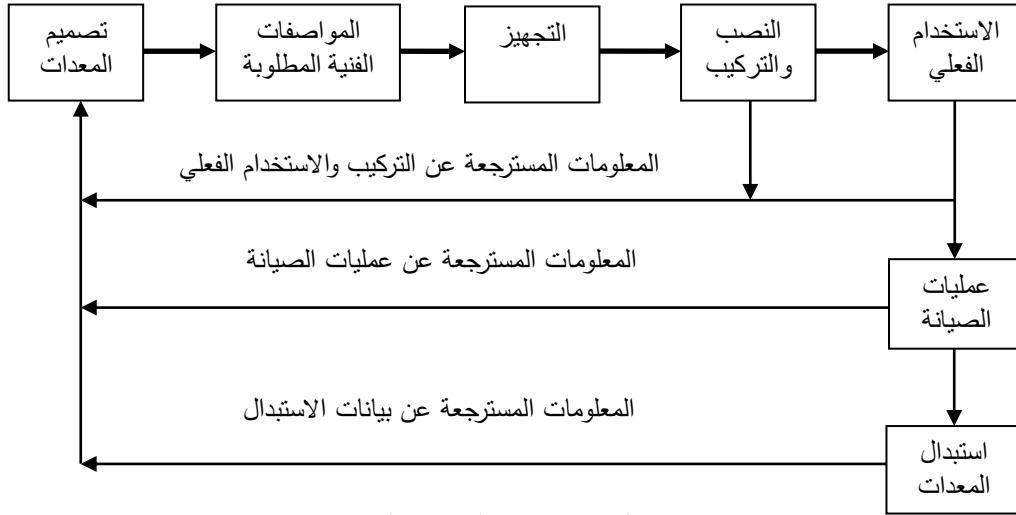 تصميم
المعدات
المواصفات
الفنية المطلوبة
التجهيز
النصب
والتركيب
الاستخدام
الفعلي
المعلومات المسترجعة عن التركيب والاستخدام الفعلي
المعلومات المسترجعة عن عمليات الصيانة
عمليات
الصيانة
المعلومات المسترجعة عن بيانات الاستبدال
استبدال
المعدات